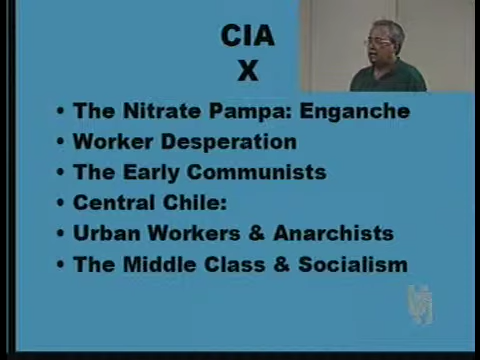 CIA
X
• The Nitrate Pampa: Enganche
• Worker Desperation
• The Early Communists
• Central Chile:
• Urban Workers & Anarchists
• The Middle Class & Socialism